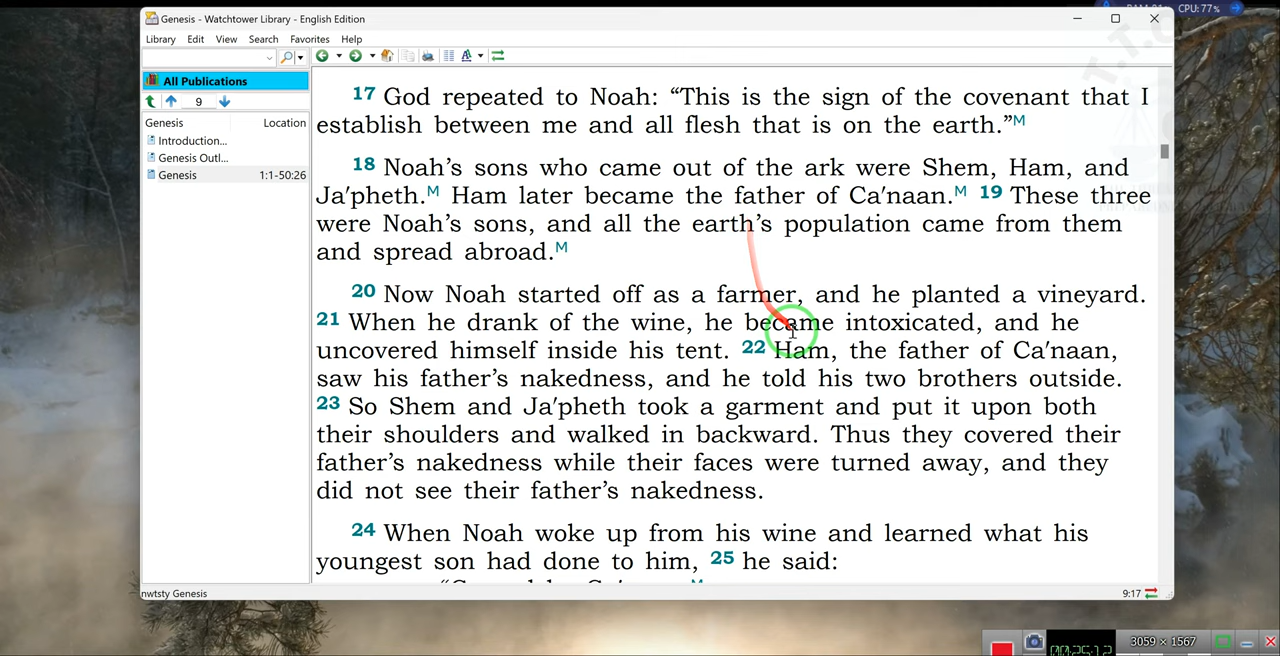 RAM: 81% CPU: 77%
Genesis - Watchtower Library - English Edition
Library Edit View Search Favorites Help
All Publications
9
Genesis Location
Introduction...
Genesis Outl...
Genesis 1:1-50:26
17 God repeated to Noah: “This is the sign of the covenant that I
establish between me and all flesh that is on the earth.”M
18 Noah’s sons who came out of the ark were Shem, Ham, and
Ja′pheth.M Ham later became the father of Ca′naan.M 19 These three
were Noah’s sons, and all the earth’s population came from them
and spread abroad.M
20 Now Noah started off as a farmer, and he planted a vineyard.
21 When he drank of the wine, he became intoxicated, and he
uncovered himself inside his tent. 22 Ham, the father of Ca′naan,
saw his father’s nakedness, and he told his two brothers outside.
23 So Shem and Ja′pheth took a garment and put it upon both
their shoulders and walked in backward. Thus they covered their
father’s nakedness while their faces were turned away, and they
did not see their father’s nakedness.
24 When Noah woke up from his wine and learned what his
youngest son had done to him, 25 he said:
nwtsty Genesis
9:17
3059 × 1567